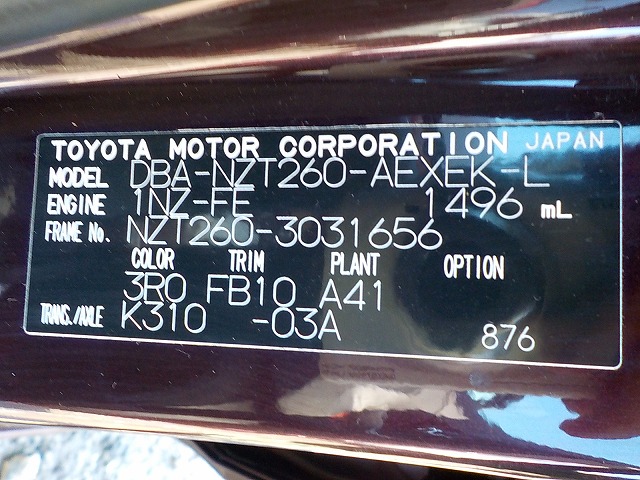 TOYOTA MOTOR CORPORATION JAPAN
MODEL DBA-NZT260-AEXEK-L
ENGINE 1NZ-FE 1496 mL
FRAME No. NZT260-3031656
COLOR TRIM PLANT OPTION
3R0 FB10 A41
TRANS./AXLE K310 -03A
876